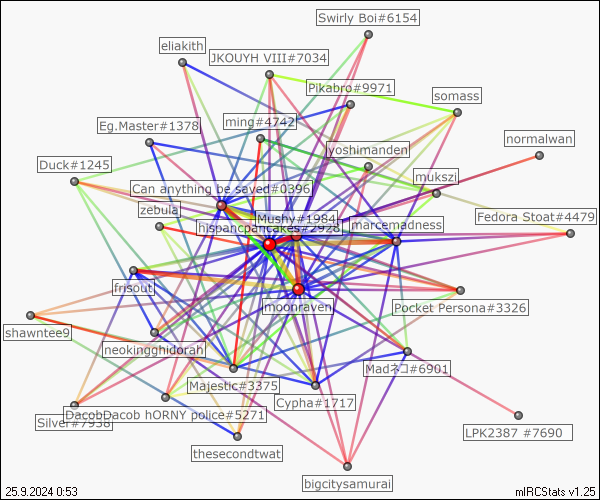 Swirly Boi#6154
eliakith
JKOUYH VIII#7034
Pikabro#9971
somass
Eg.Master#1378
ming#4742
normalwan
yoshimanden
Duck#1245
mukszi
Can anything be saved#0396
zebulaj
Mushy#1984
Fedora Stoat#4479
hispancpancakes#2928
marcemadness
frisout
moonraven
Pocket Persona#3326
shawntee9
neokingghidorah
Madネコ#6901
Majestic#3375
Cypha#1717
DacobDacob hORNY police#5271
Silver#7938
LPK2387 #7690
thesecondtwat
bigcitysamurai
25.9.2024 0:53
mIRCStats v1.25